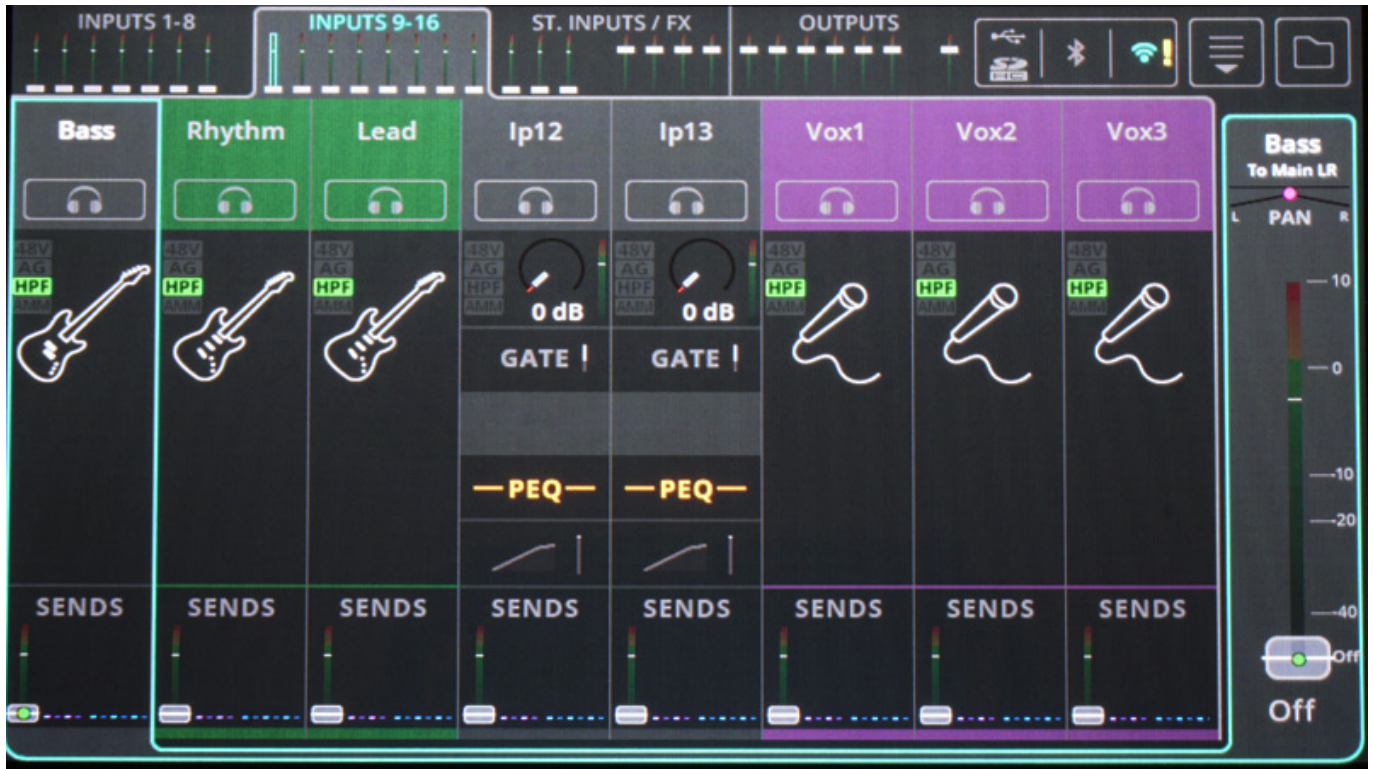 INPUTS 1-8
INPUTS 9-16
ST. INPUTS / FX
OUTPUTS
SD
Bass
Rhythm
Lead
Ip12
Ip13
Vox1
Vox2
Vox3
48V
AG
HPF
AMM
48V
AG
HPF
AMM
48V
AG
HPF
AMM
48V
AG
HPF
AMM
0 dB
48V
AG
HPF
AMM
0 dB
48V
AG
HPF
AMM
48V
AG
HPF
AMM
48V
AG
HPF
AMM
GATE
GATE
PEQ
PEQ
SENDS
SENDS
SENDS
SENDS
SENDS
SENDS
SENDS
SENDS
Bass
To Main LR
L PAN R
10
0
-10
-20
-40
Off
Off